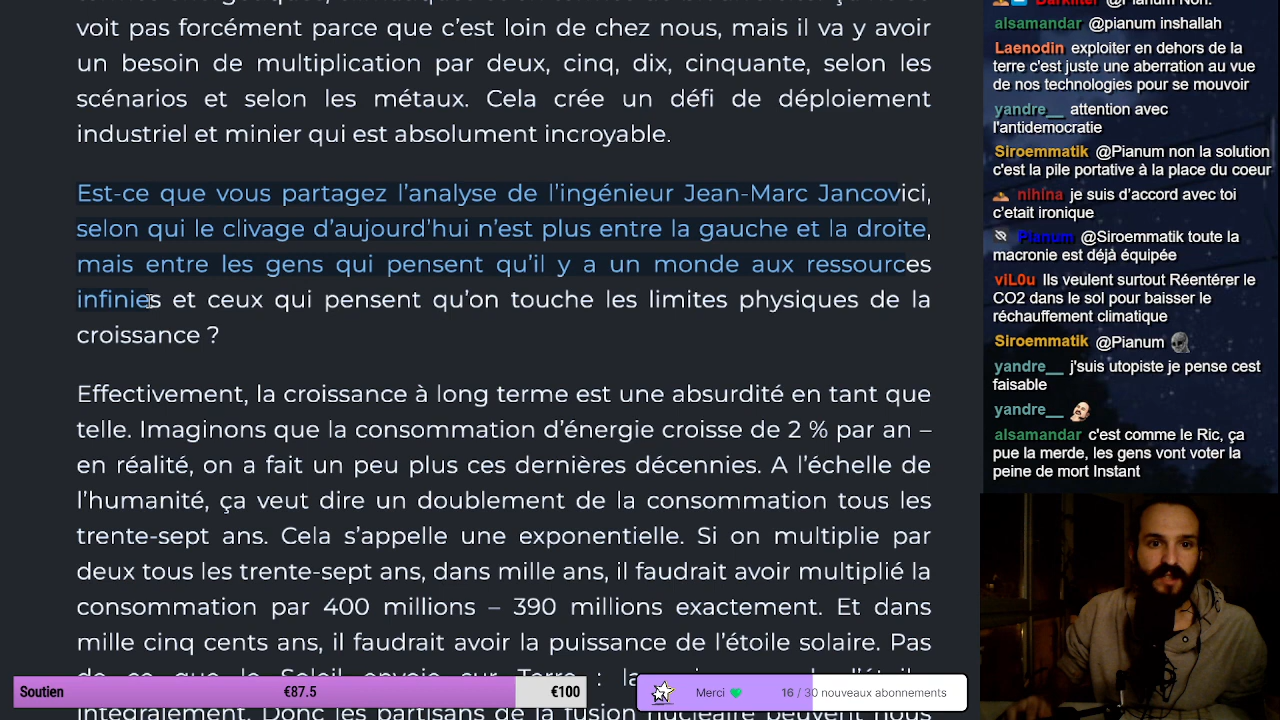 voit pas forcément parce que c’est loin de chez nous, mais il va y avoir
un besoin de multiplication par deux, cinq, dix, cinquante, selon les
scénarios et selon les métaux. Cela crée un défi de déploiement
industriel et minier qui est absolument incroyable.
Est-ce que vous partagez l’analyse de l’ingénieur Jean-Marc Jancovici,
selon qui le clivage d’aujourd’hui n’est plus entre la gauche et la droite,
mais entre les gens qui pensent qu’il y a un monde aux ressources
infinies et ceux qui pensent qu’on touche les limites physiques de la
croissance ?
Effectivement, la croissance à long terme est une absurdité en tant que
telle. Imaginons que la consommation d’énergie croisse de 2 % par an –
en réalité, on a fait un peu plus ces dernières décennies. A l’échelle de
l’humanité, ça veut dire un doublement de la consommation tous les
trente-sept ans. Cela s’appelle une exponentielle. Si on multiplie par
deux tous les trente-sept ans, dans mille ans, il faudrait avoir multiplié la
consommation par 400 millions – 390 millions exactement. Et dans
mille cinq cents ans, il faudrait avoir la puissance de l’étoile solaire. Pas
de ce que le Soleil envoie sur Terre : la
intégralement. Donc les partisans de la fusion nucléaire peuvent nous
Soutien €87.5 €100
Merci 16 / 30 nouveaux abonnements
alsamandar @pianum inshallah
Laenodin exploiter en dehors de la
terre c'est juste une aberration au vue
de nos technologies pour se mouvoir
yandre__ attention avec
l'antidemocratie
Siroemmatik @Pianum non la solution
c'est la pile portative à la place du coeur
nIhIna je suis d’accord avec toi
c’etait ironique
Pianum @Siroemmatik toute la
macronie est déjà équipée
viL0u Ils veulent surtout Réentérer le
CO2 dans le sol pour baisser le
réchauffement climatique
Siroemmatik @Pianum
yandre__ j'suis utopiste je pense cest
faisable
yandre__
alsamandar c'est comme le Ric, ça
pue la merde, les gens vont voter la
peine de mort Instant